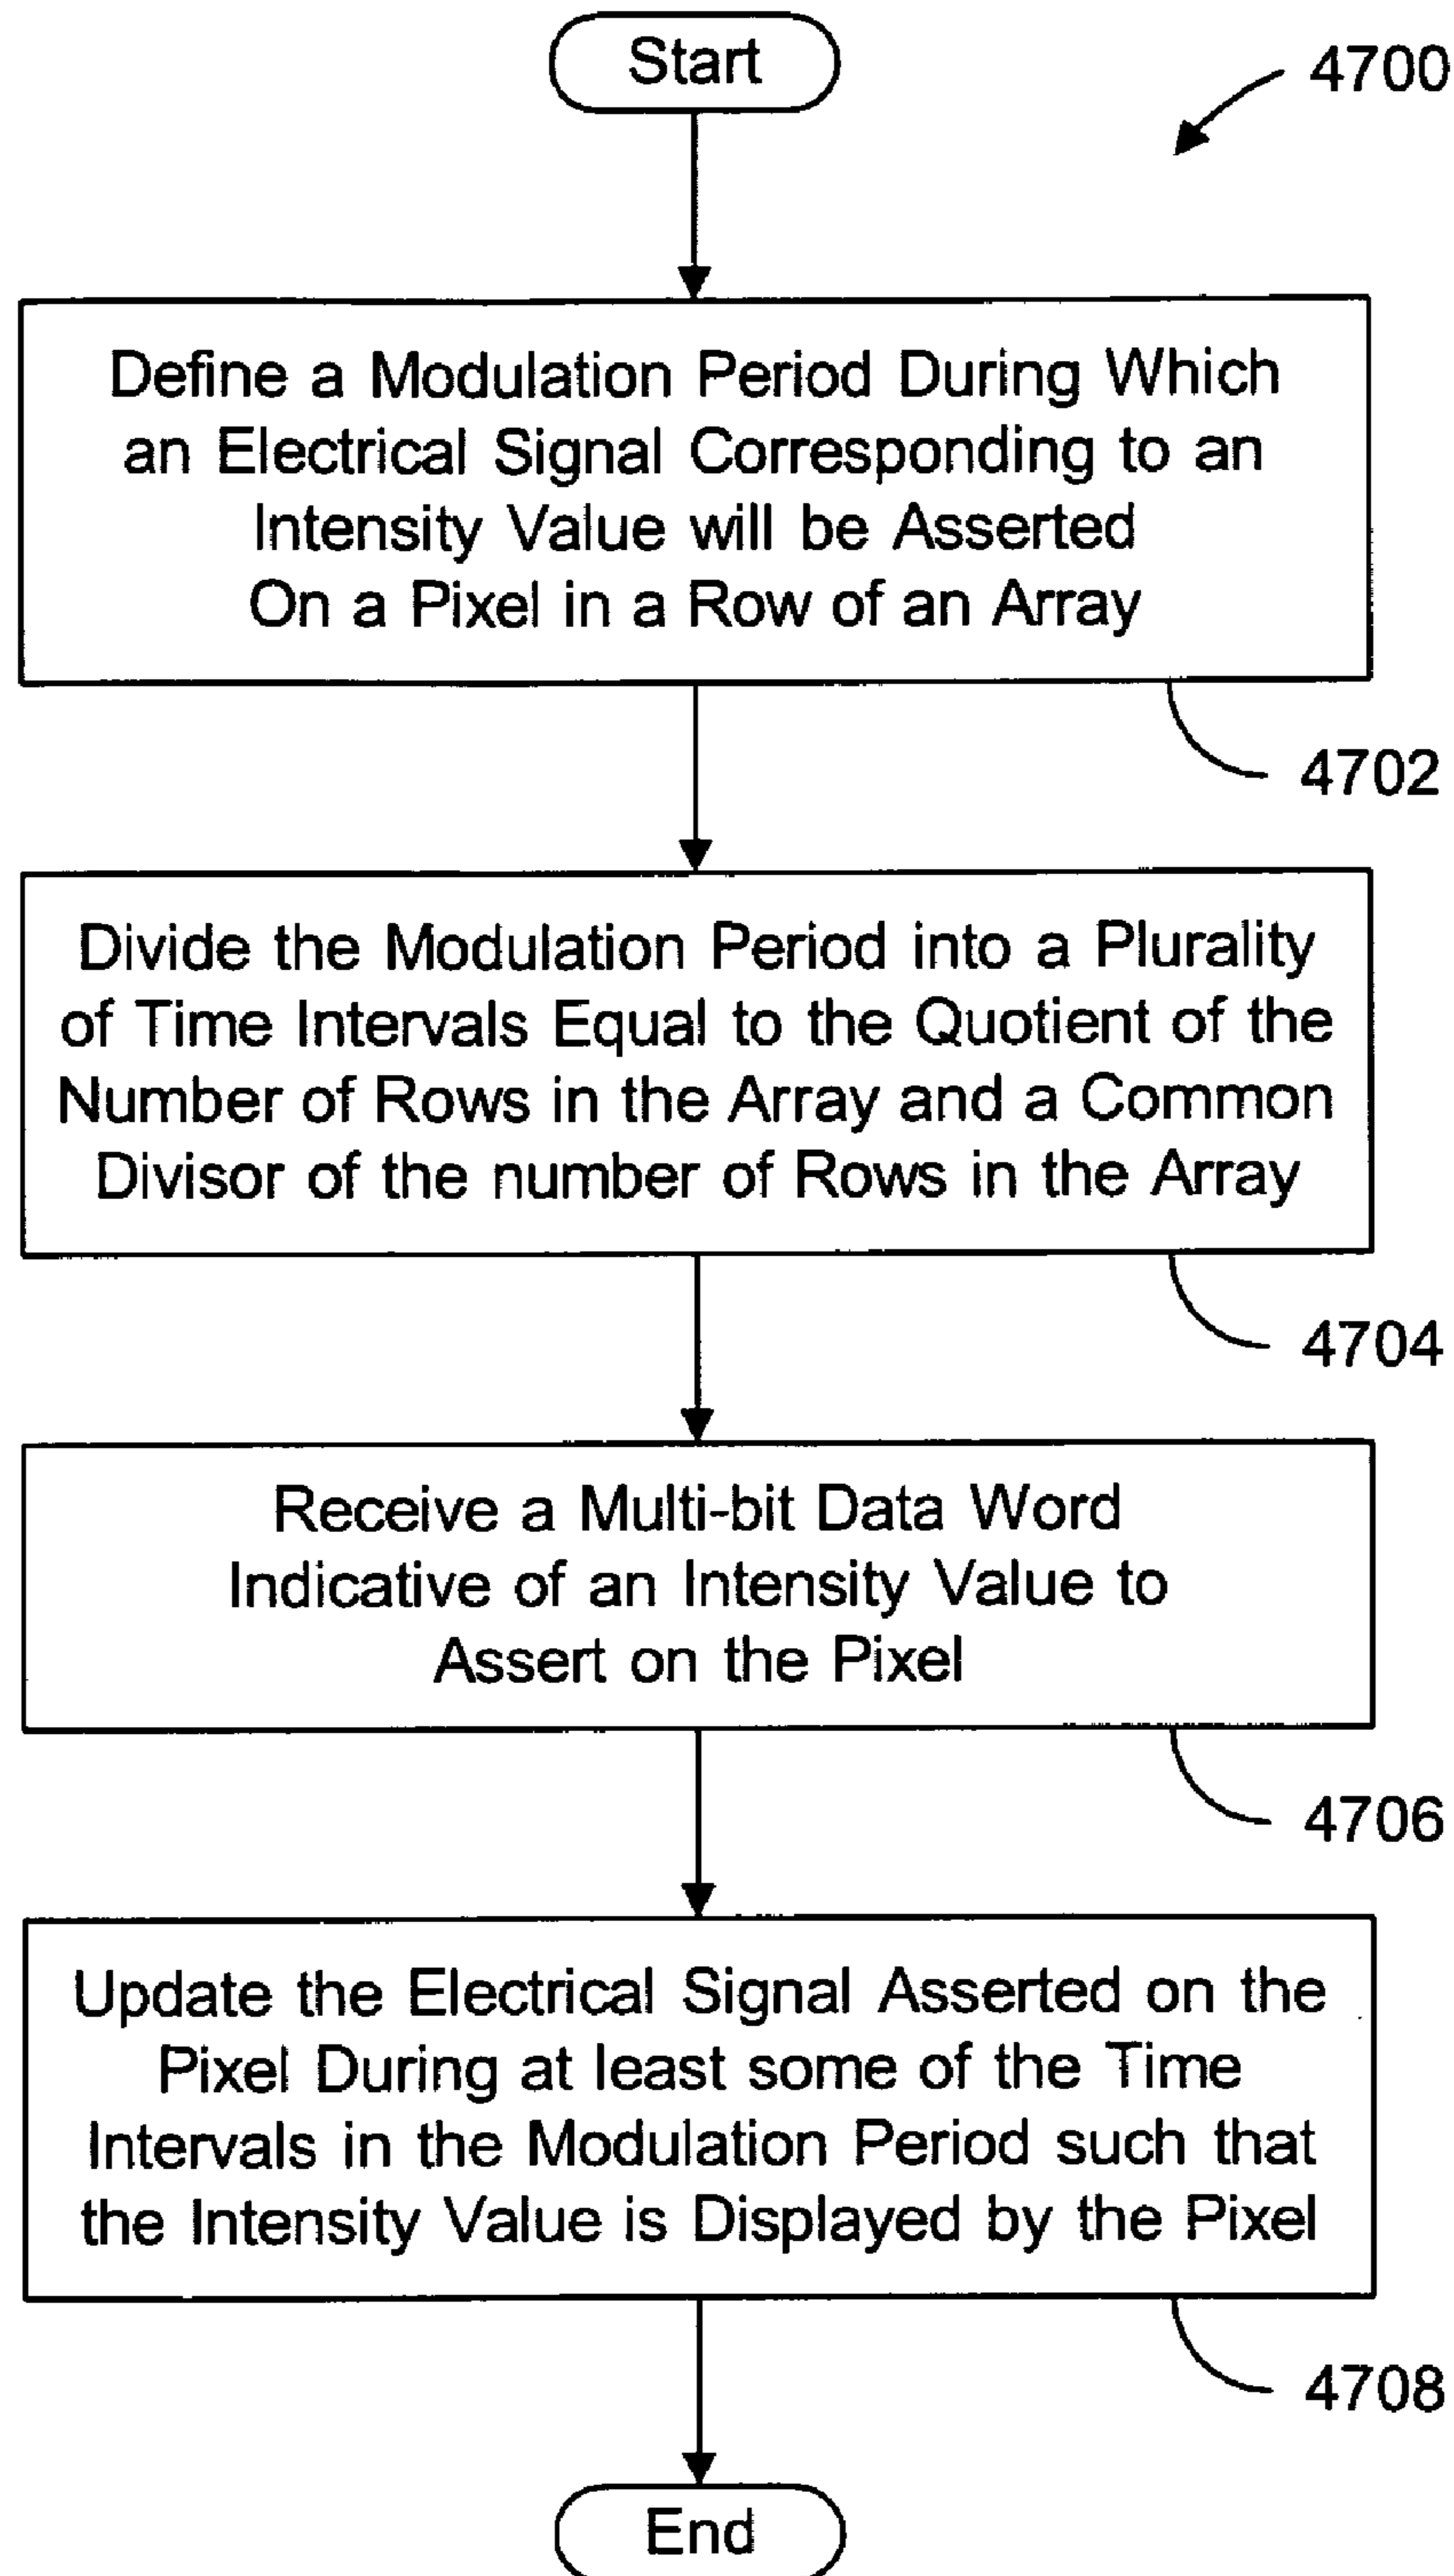 Start
4700
Define a Modulation Period During Which
an Electrical Signal Corresponding to an
Intensity Value will be Asserted
On a Pixel in a Row of an Array
4702
Divide the Modulation Period into a Plurality
of Time Intervals Equal to the Quotient of the
Number of Rows in the Array and a Common
Divisor of the number of Rows in the Array
4704
Receive a Multi-bit Data Word
Indicative of an Intensity Value to
Assert on the Pixel
4706
Update the Electrical Signal Asserted on the
Pixel During at least some of the Time
Intervals in the Modulation Period such that
the Intensity Value is Displayed by the Pixel
4708
End